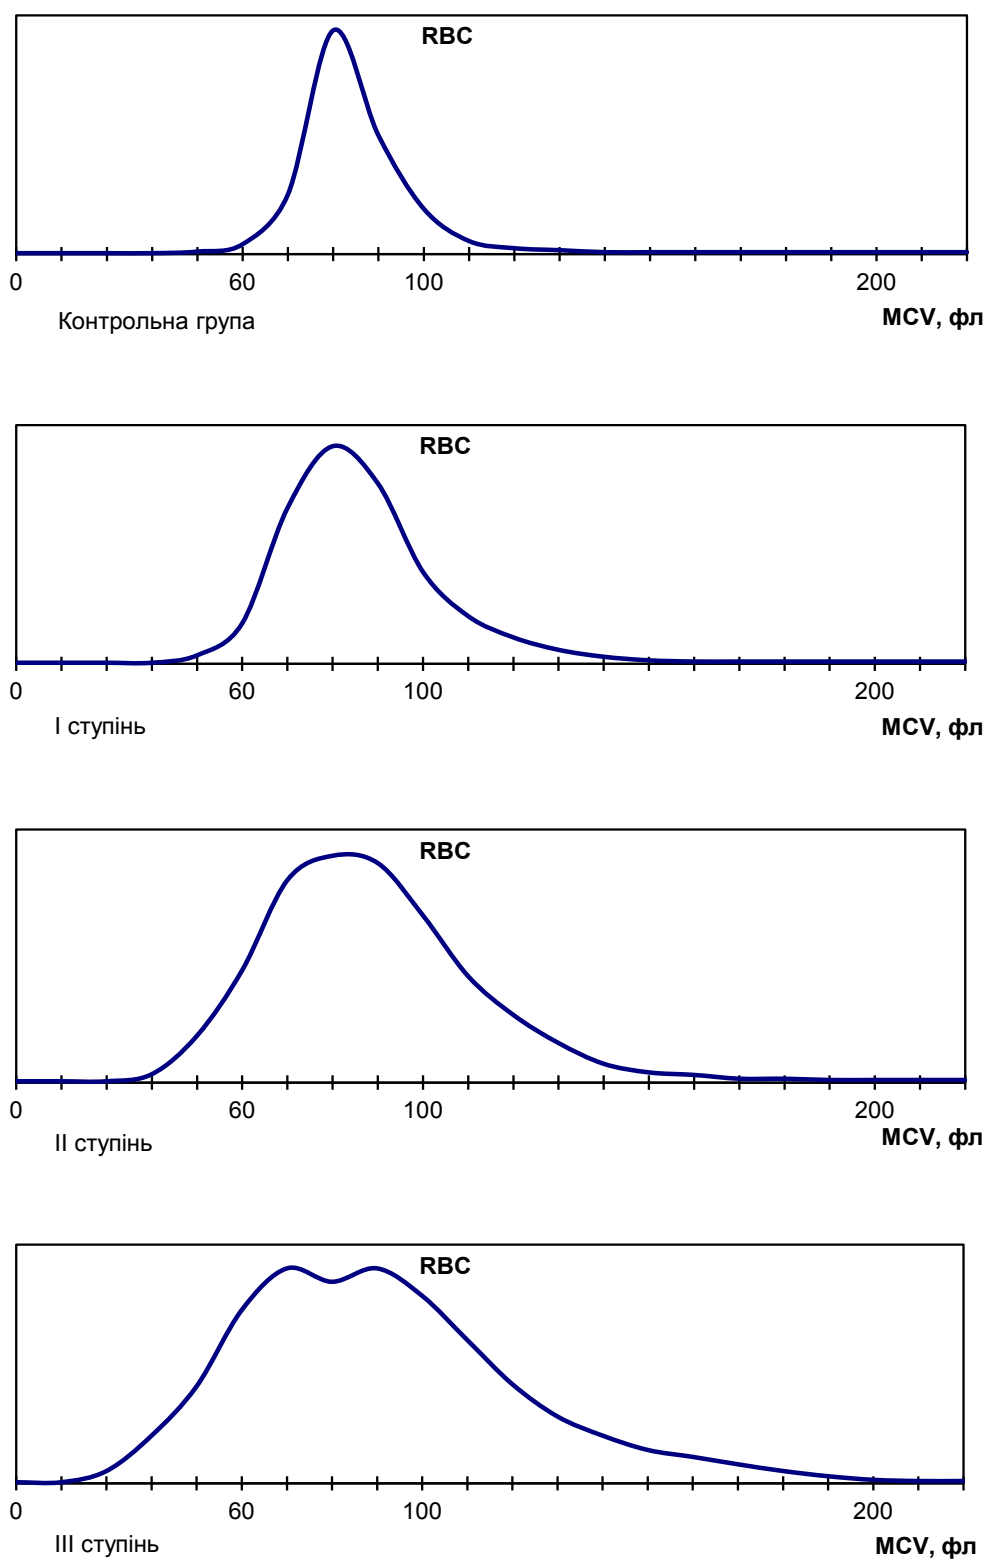 RBC
0 60 100 200
Контрольна група
MCV, фл
RBC
0 60 100 200
I ступінь
MCV, фл
RBC
0 60 100 200
II ступінь
MCV, фл
RBC
0 60 100 200
III ступінь
MCV, фл